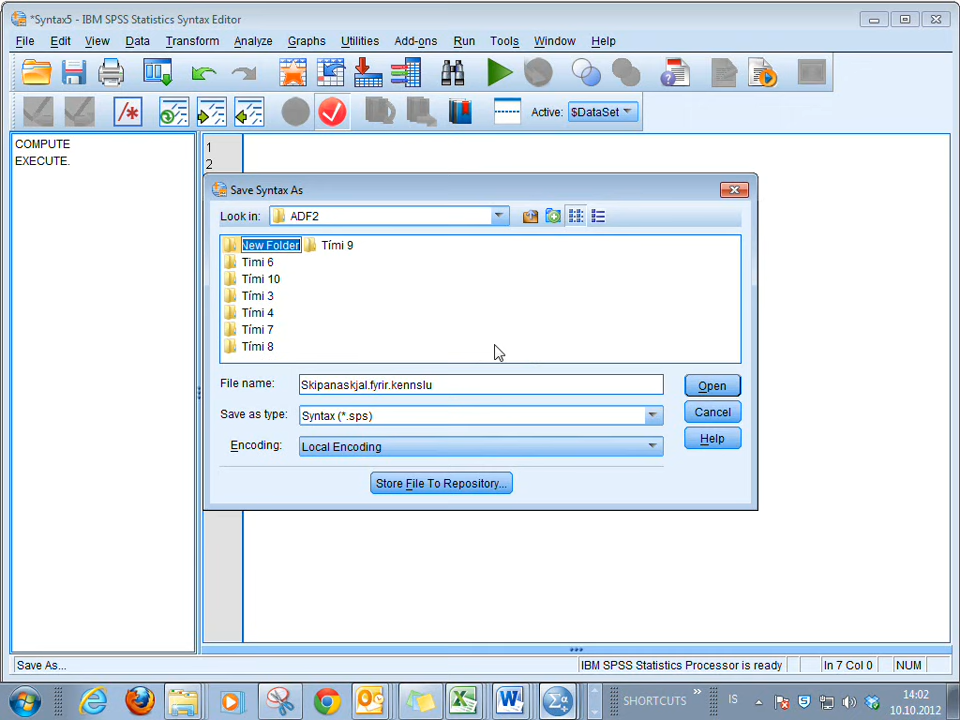 *Syntax5 - IBM SPSS Statistics Syntax Editor
File Edit View Data Transform Analyze Graphs Utilities Add-ons Run Tools Window Help
Active: $DataSet
COMPUTE
EXECUTE.
1
2
Save Syntax As
Look in: ADF2
New Folder Tími 9
Tími 6
Tími 10
Tími 3
Tími 4
Tími 7
Tími 8
File name: Skipanaskjal.fyrir.kennslu Open
Save as type: Syntax (*.sps) Cancel
Encoding: Local Encoding Help
Store File To Repository...
Save As... IBM SPSS Statistics Processor is ready In 7 Col 0 NUM
SHORTCUTS » IS 14:02
10.10.2012